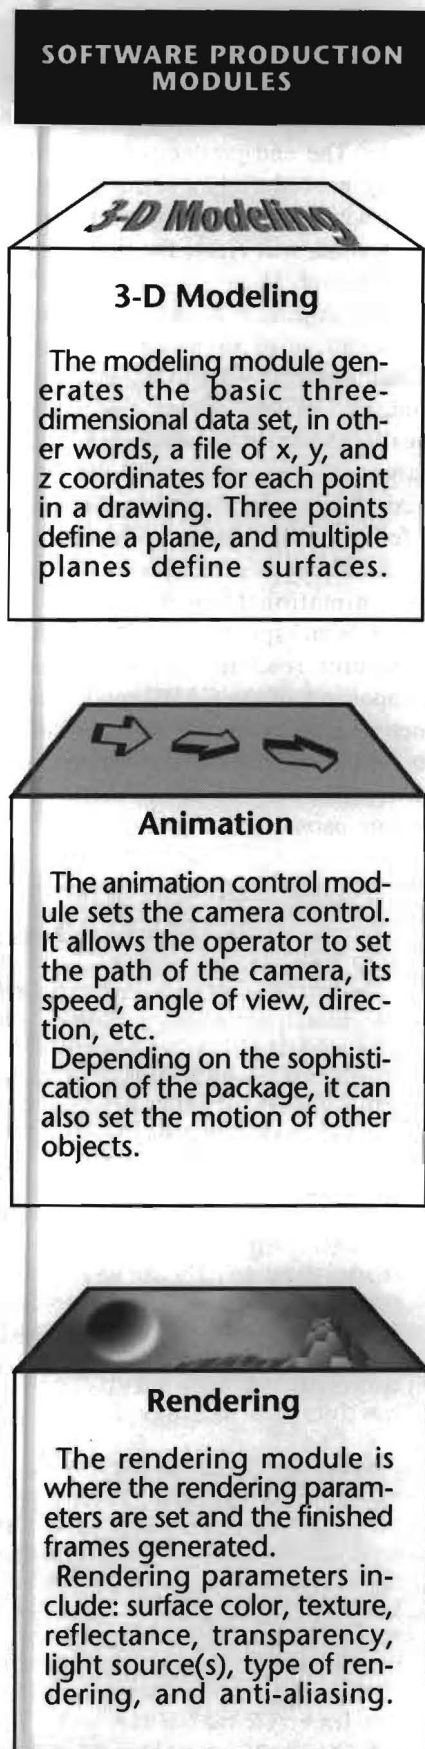 SOFTWARE PRODUCTION
MODULES
3-D Modeling
3-D Modeling
The modeling module gen-
erates the basic three-
dimensional data set, in oth-
er words, a file of x, y, and
z coordinates for each point
in a drawing. Three points
define a plane, and multiple
planes define surfaces.
Animation
The animation control mod-
ule sets the camera control.
It allows the operator to set
the path of the camera, its
speed, angle of view, direc-
tion, etc.
Depending on the sophisti-
cation of the package, it can
also set the motion of other
objects.
Rendering
The rendering module is
where the rendering param-
eters are set and the finished
frames generated.
Rendering parameters in-
clude: surface color, texture,
reflectance, transparency,
light source(s), type of ren-
dering, and anti-aliasing.